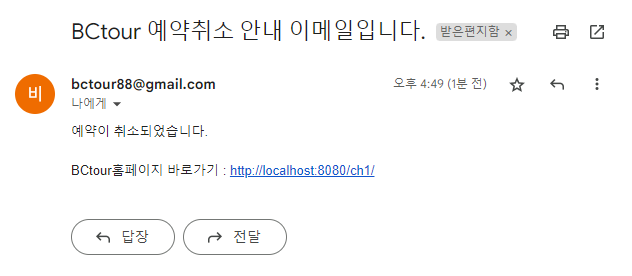 BCtour 예약취소 안내 이메일입니다. 받은편지함 ×
비
bctour88@gmail.com 오후 4:49 (1분 전)
나에게
예약이 취소되었습니다.
BCtour홈페이지 바로가기 : http://localhost:8080/ch1/
답장 전달